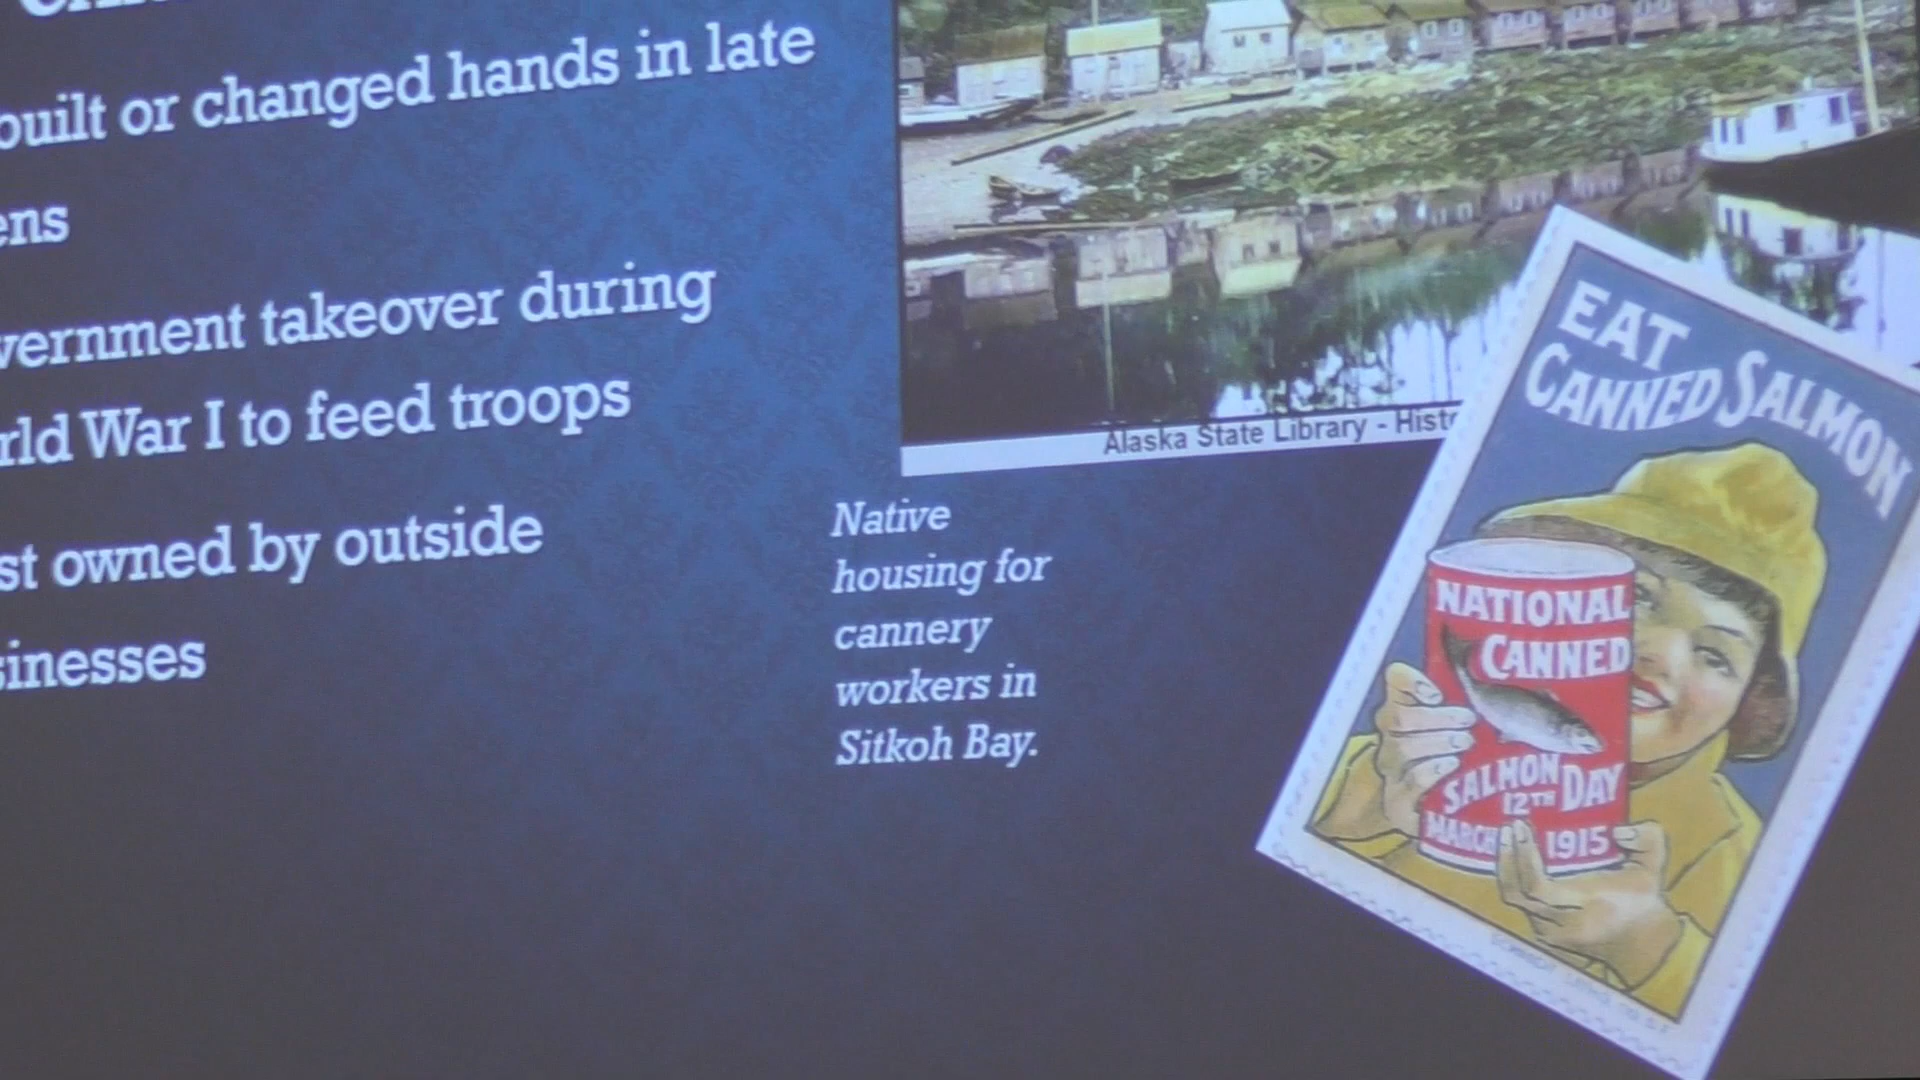 built or changed hands in late
ens
vernment takeover during
rld War I to feed troops
st owned by outside
sinesses
Alaska State Library - Histo
Native
housing for
cannery
workers in
Sitkoh Bay.
EAT
CANNED SALMON
NATIONAL
CANNED
SALMON DAY
12TH
MARCH 1915